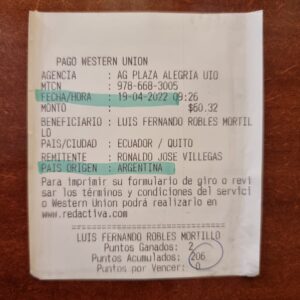 PAGO WESTERN UNION
AGENCIA : AG PLAZA ALEGRIA UIO
MTCN : 978-668-3005
FECHA/HORA : 19-04-2022 09:26
MONTO : $60.32
BENEFICIARIO : LUIS FERNANDO ROBLES MORTIL
LO
PAIS/CIUDAD : ECUADOR / QUITO
REMITENTE : RONALDO JOSE VILLEGAS
PAIS ORIGEN : ARGENTINA
Para imprimir su formulario de giro o revi
sar los términos y condiciones del servici
o Western Union podrá realizarlo en
www.redactiva.com
LUIS FERNANDO ROBLES MORTILLO
Puntos Ganados: 2
Puntos Acumulados: 206
Puntos por Vencer: 0